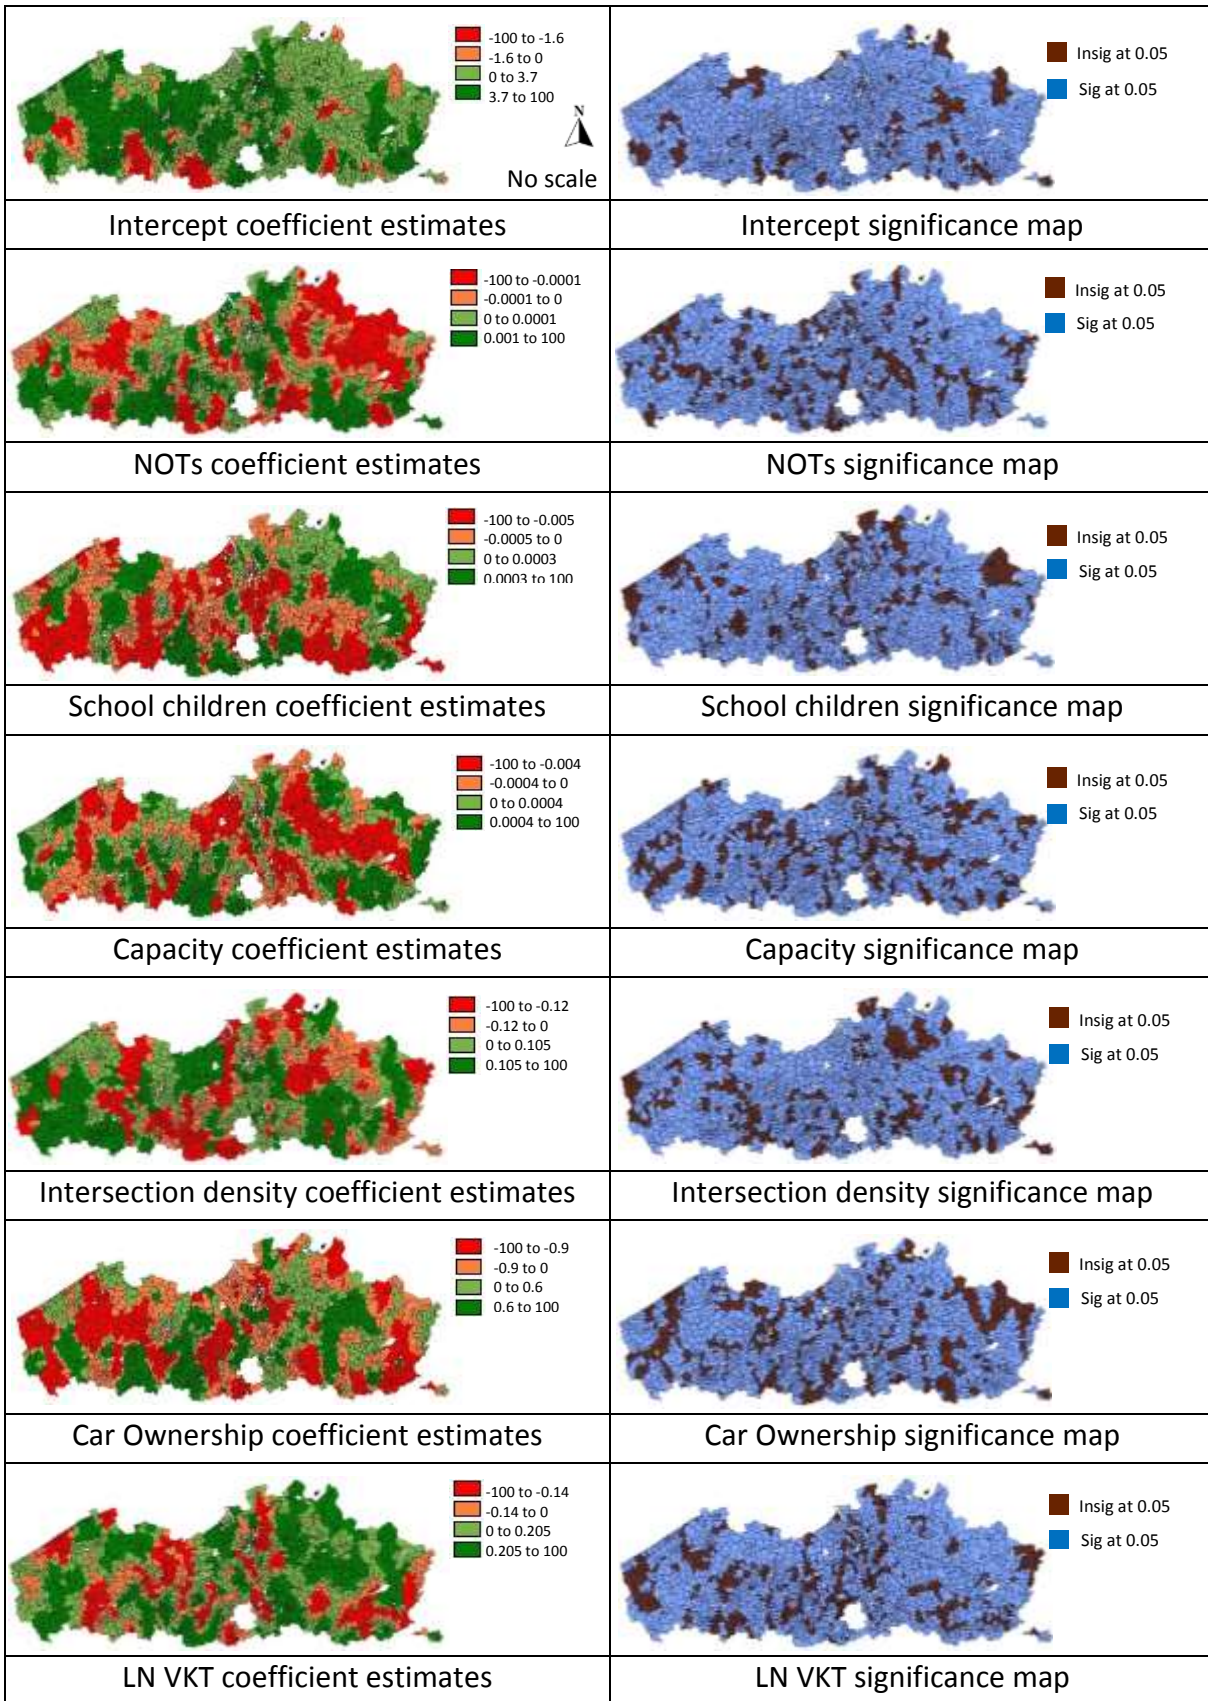 -100 to -1.6
-1.6 to 0
0 to 3.7
3.7 to 100
N
No scale
Insig at 0.05
Sig at 0.05
Intercept coefficient estimates
Intercept significance map
-100 to -0.0001
-0.0001 to 0
0 to 0.0001
0.001 to 100
Insig at 0.05
Sig at 0.05
NOTs coefficient estimates
NOTs significance map
-100 to -0.005
-0.0005 to 0
0 to 0.0003
0.0003 to 100
Insig at 0.05
Sig at 0.05
School children coefficient estimates
School children significance map
-100 to -0.004
-0.0004 to 0
0 to 0.0004
0.0004 to 100
Insig at 0.05
Sig at 0.05
Capacity coefficient estimates
Capacity significance map
-100 to -0.12
-0.12 to 0
0 to 0.105
0.105 to 100
Insig at 0.05
Sig at 0.05
Intersection density coefficient estimates
Intersection density significance map
-100 to -0.9
-0.9 to 0
0 to 0.6
0.6 to 100
Insig at 0.05
Sig at 0.05
Car Ownership coefficient estimates
Car Ownership significance map
-100 to -0.14
-0.14 to 0
0 to 0.205
0.205 to 100
Insig at 0.05
Sig at 0.05
LN VKT coefficient estimates
LN VKT significance map